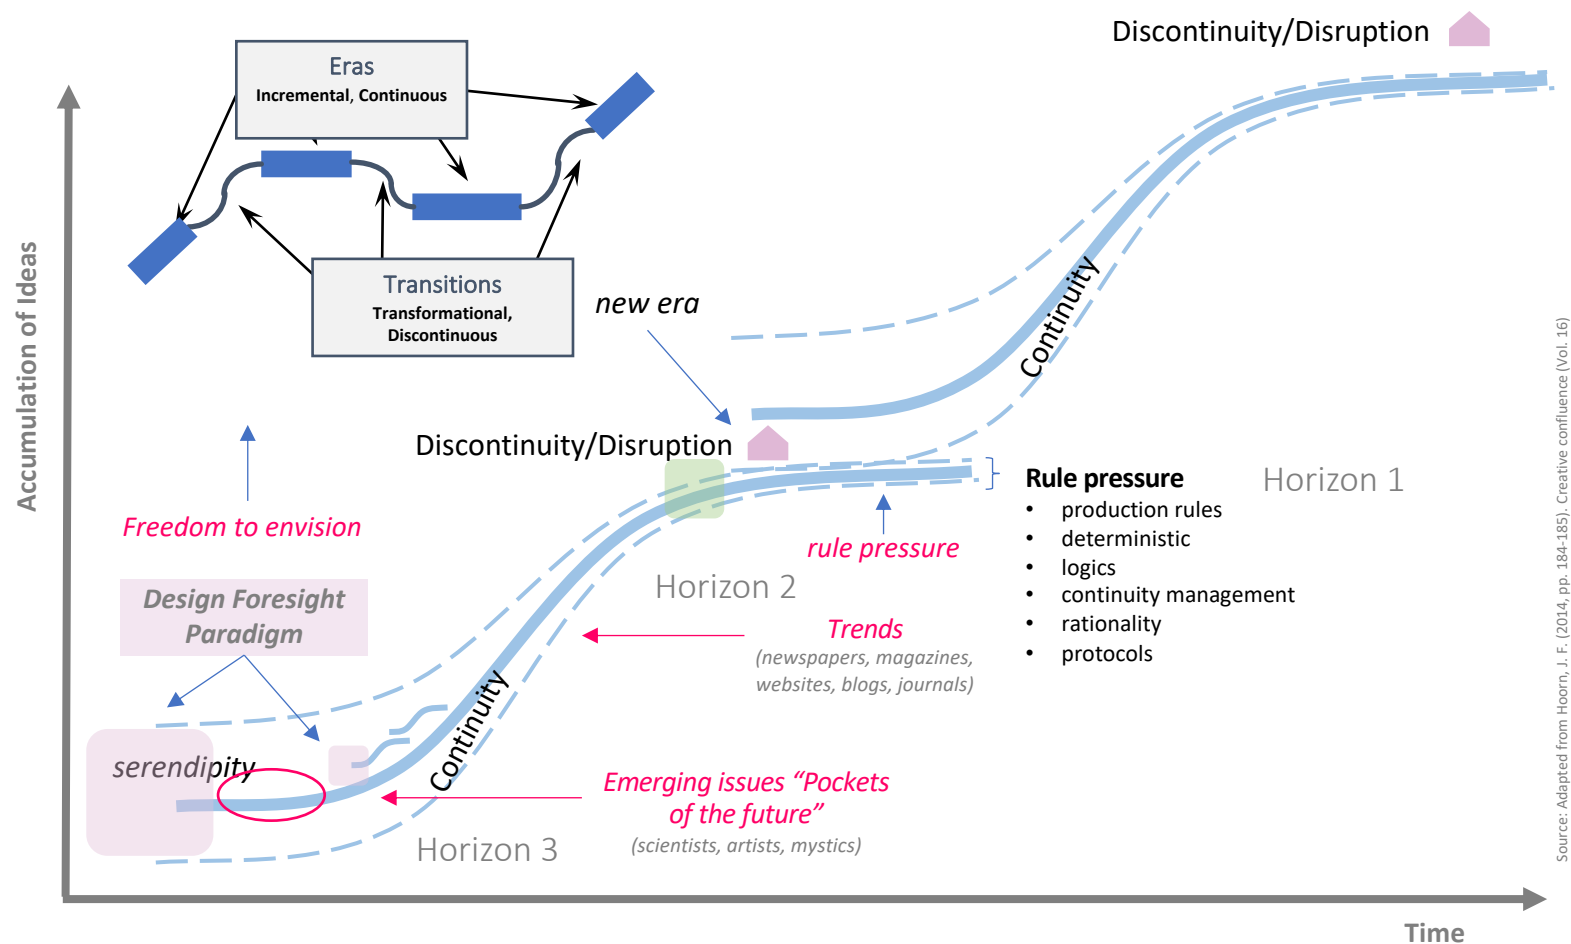 Discontinuity/Disruption
Eras
Incremental, Continuous
Transitions
Transformational,
Discontinuous
new era
Continuity
Accumulation of Ideas
Discontinuity/Disruption
Freedom to envision
Rule pressure
• production rules
• deterministic
• logics
• continuity management
• rationality
• protocols
Horizon 1
rule pressure
Horizon 2
Design Foresight
Paradigm
Trends
(newspapers, magazines,
websites, blogs, journals)
Continuity
serendipity
Emerging issues “Pockets
of the future”
(scientists, artists, mystics)
Horizon 3
Time
Source: Adapted from Hoorn, J. F. (2014, pp. 184-185). Creative confluence (Vol. 16)